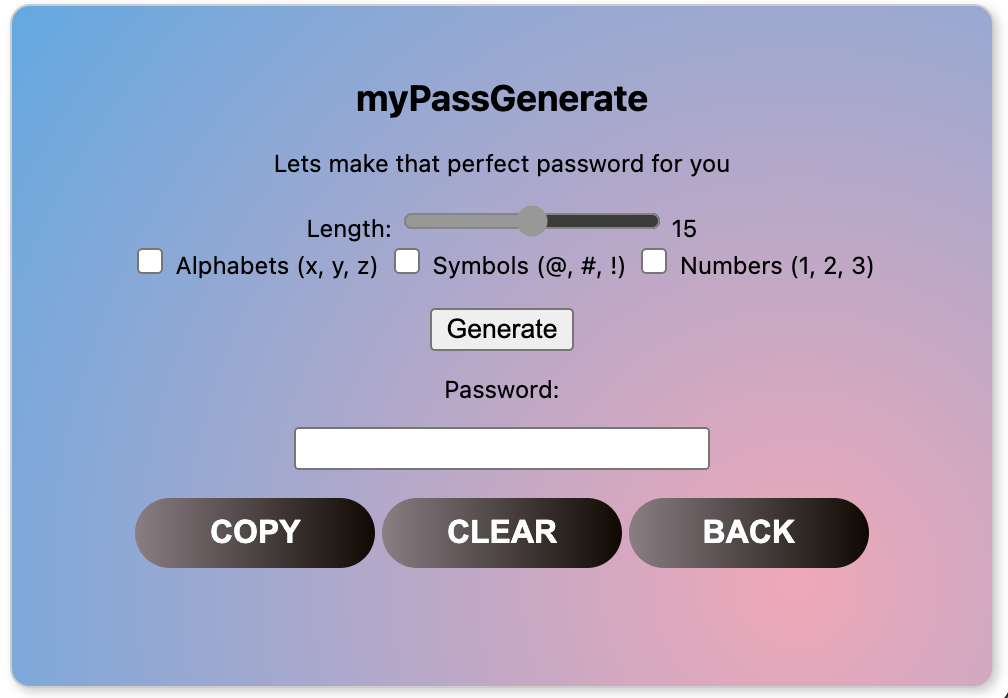 myPassGenerate
Lets make that perfect password for you
Length: 15
Alphabets (x, y, z) Symbols (@, #, !) Numbers (1, 2, 3)
Generate
Password:
COPY CLEAR BACK